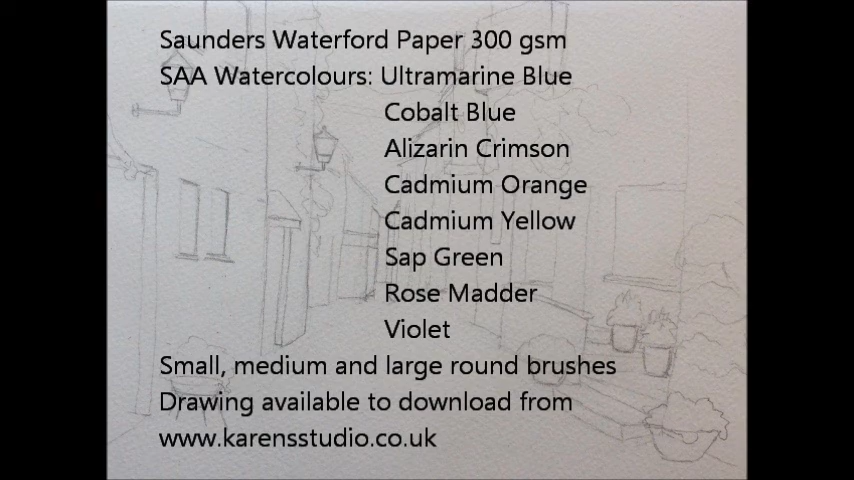 Saunders Waterford Paper 300 gsm
SAA Watercolours: Ultramarine Blue
Cobalt Blue
Alizarin Crimson
Cadmium Orange
Cadmium Yellow
Sap Green
Rose Madder
Violet
Small, medium and large round brushes
Drawing available to download from
www.karensstudio.co.uk